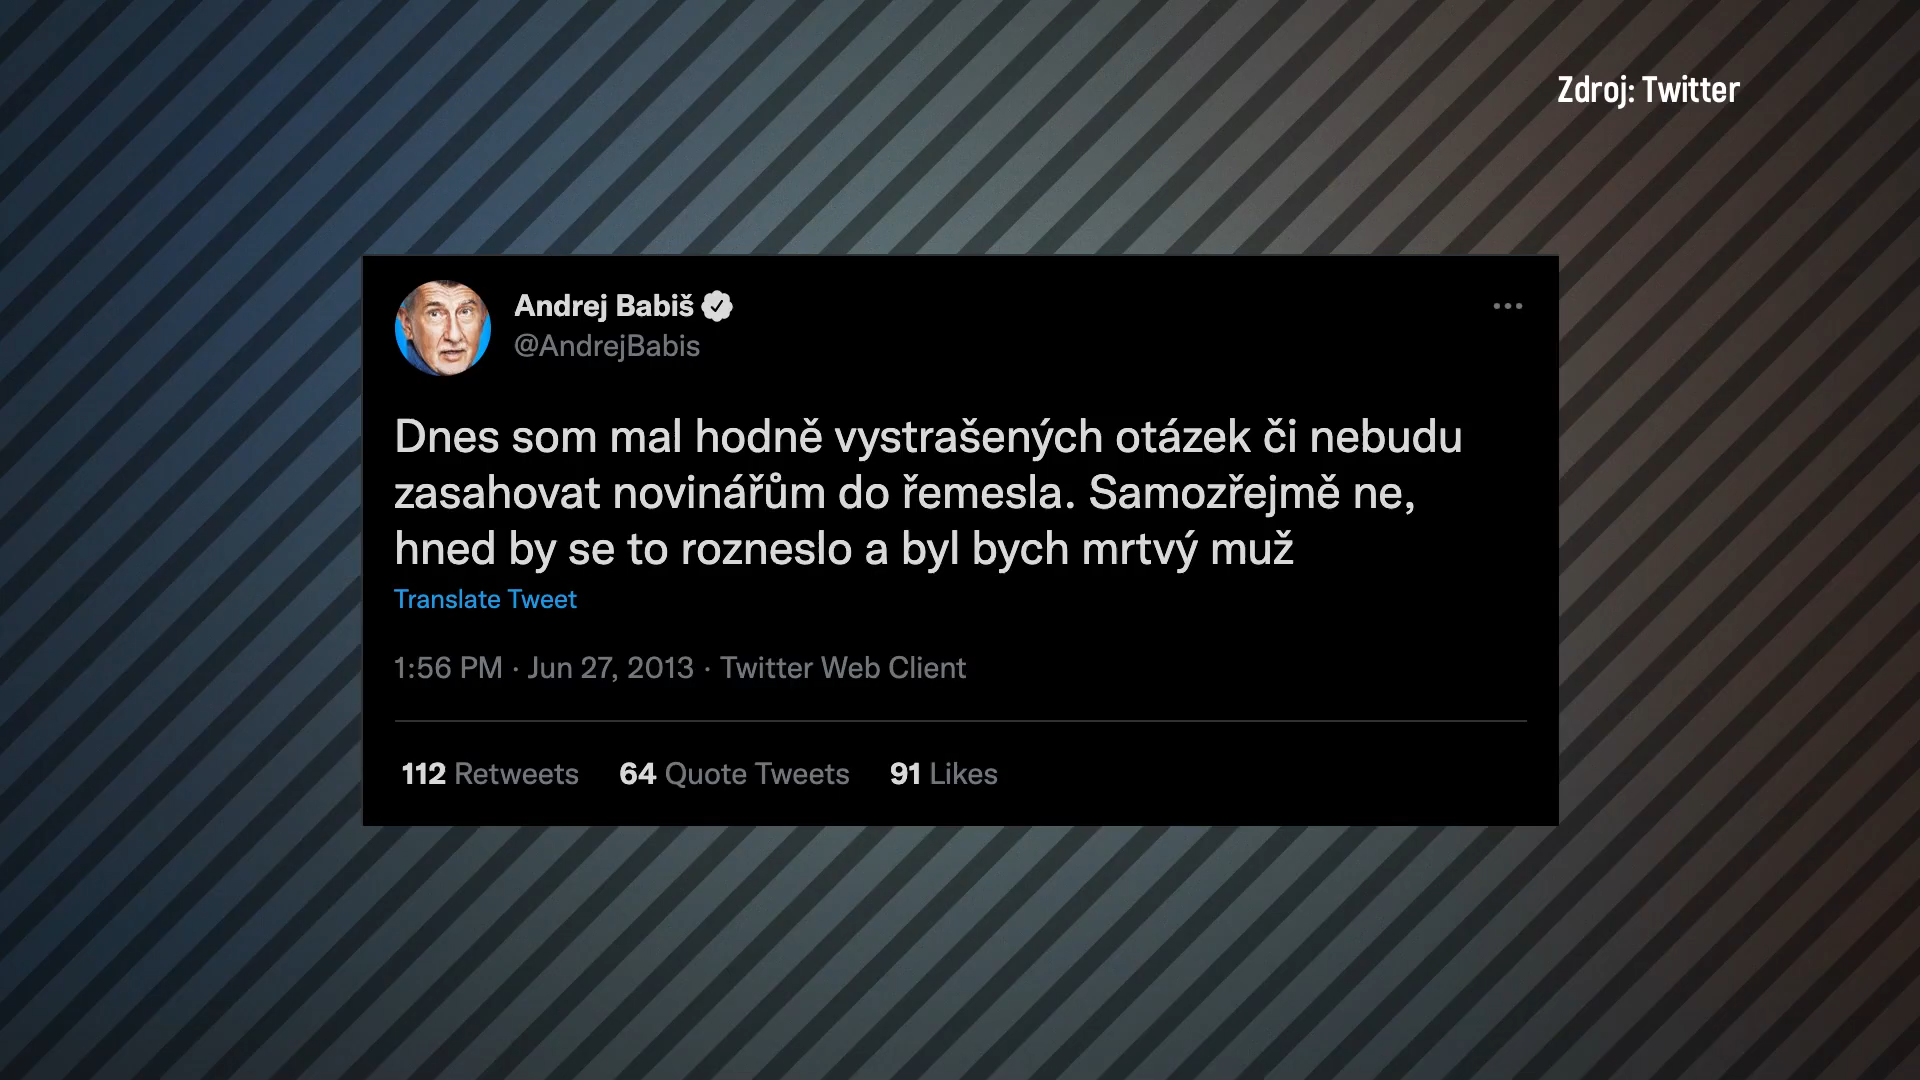 Zdroj: Twitter
Andrej Babiš
@AndrejBabis
Dnes som mal hodně vystrašených otázek či nebudu
zasahovat novinářům do řemesla. Samozřejmě ne,
hned by se to rozneslo a byl bych mrtvý muž
Translate Tweet
1:56 PM · Jun 27, 2013 · Twitter Web Client
112 Retweets 64 Quote Tweets 91 Likes